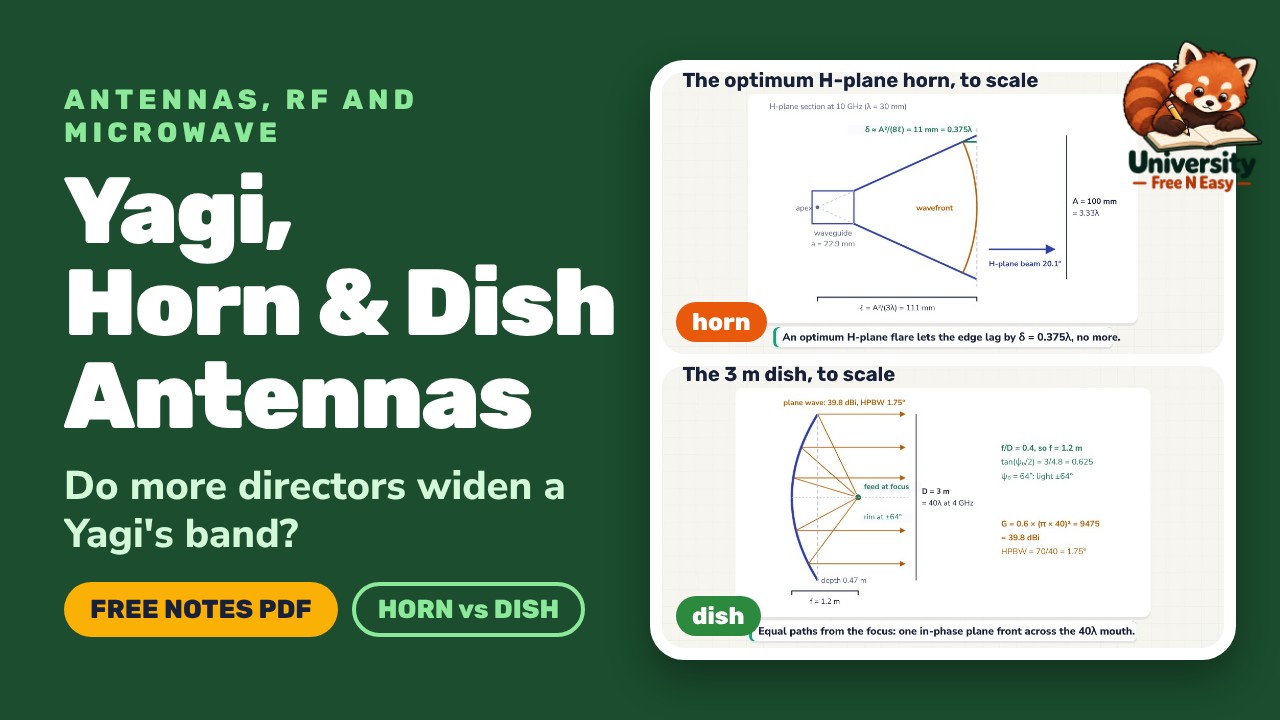 ANTENNAS, RF AND
MICROWAVE
Yagi,
Horn & Dish
Antennas
Do more directors widen a
Yagi's band?
FREE NOTES PDF
HORN vs DISH
The optimum H-plane horn, to scale
H-plane section at 10 GHz (λ = 30 mm)
δ = A²/(8ℓ) = 11 mm = 0.375λ
apex
wavefront
waveguide
a = 22.9 mm
A = 100 mm
= 3.33λ
H-plane beam 20.1°
ℓ = A²/(3λ) = 111 mm
horn
An optimum H-plane flare lets the edge lag by δ = 0.375λ, no more.
The 3 m dish, to scale
plane wave: 39.8 dBi, HPBW 1.75°
feed at focus
rim at ±64°
D = 3 m
= 40λ at 4 GHz
depth 0.47 m
f = 1.2 m
f/D = 0.4, so f = 1.2 m
tan(ψ₀/2) = 3/4.8 = 0.625
ψ₀ = 64°: light ±64°
G = 0.6 × (π × 40)² = 9475
= 39.8 dBi
HPBW = 70/40 = 1.75°
dish
Equal paths from the focus: one in-phase plane front across the 40λ mouth.
University
Free N Easy